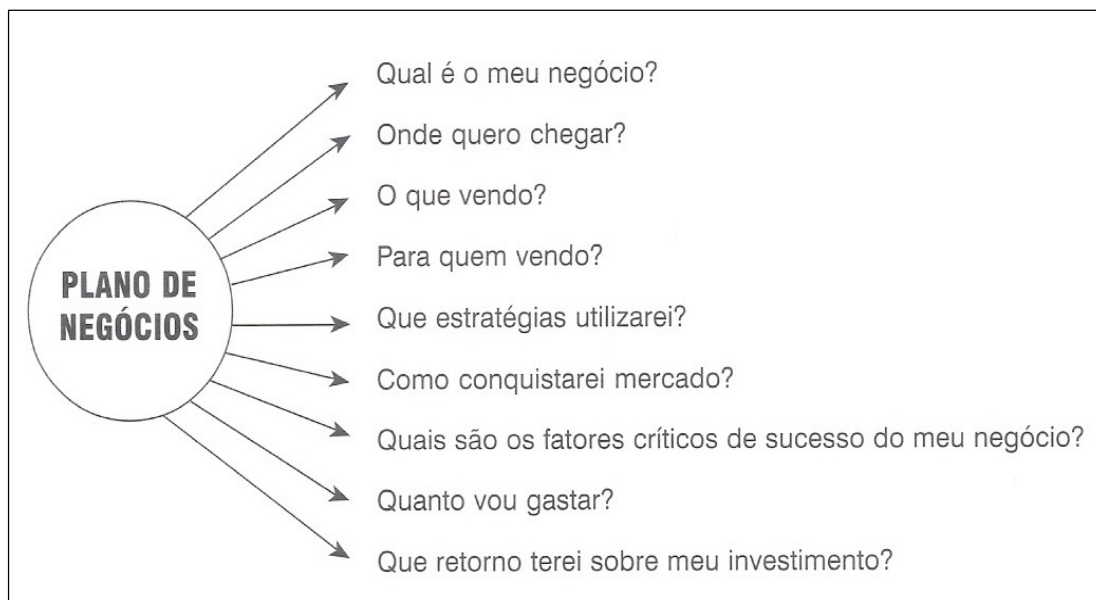 Qual é o meu negócio?
Onde quero chegar?
O que vendo?
Para quem vendo?
PLANO DE
NEGÓCIOS
Que estratégias utilizarei?
Como conquistarei mercado?
Quais são os fatores críticos de sucesso do meu negócio?
Quanto vou gastar?
Que retorno terei sobre meu investimento?